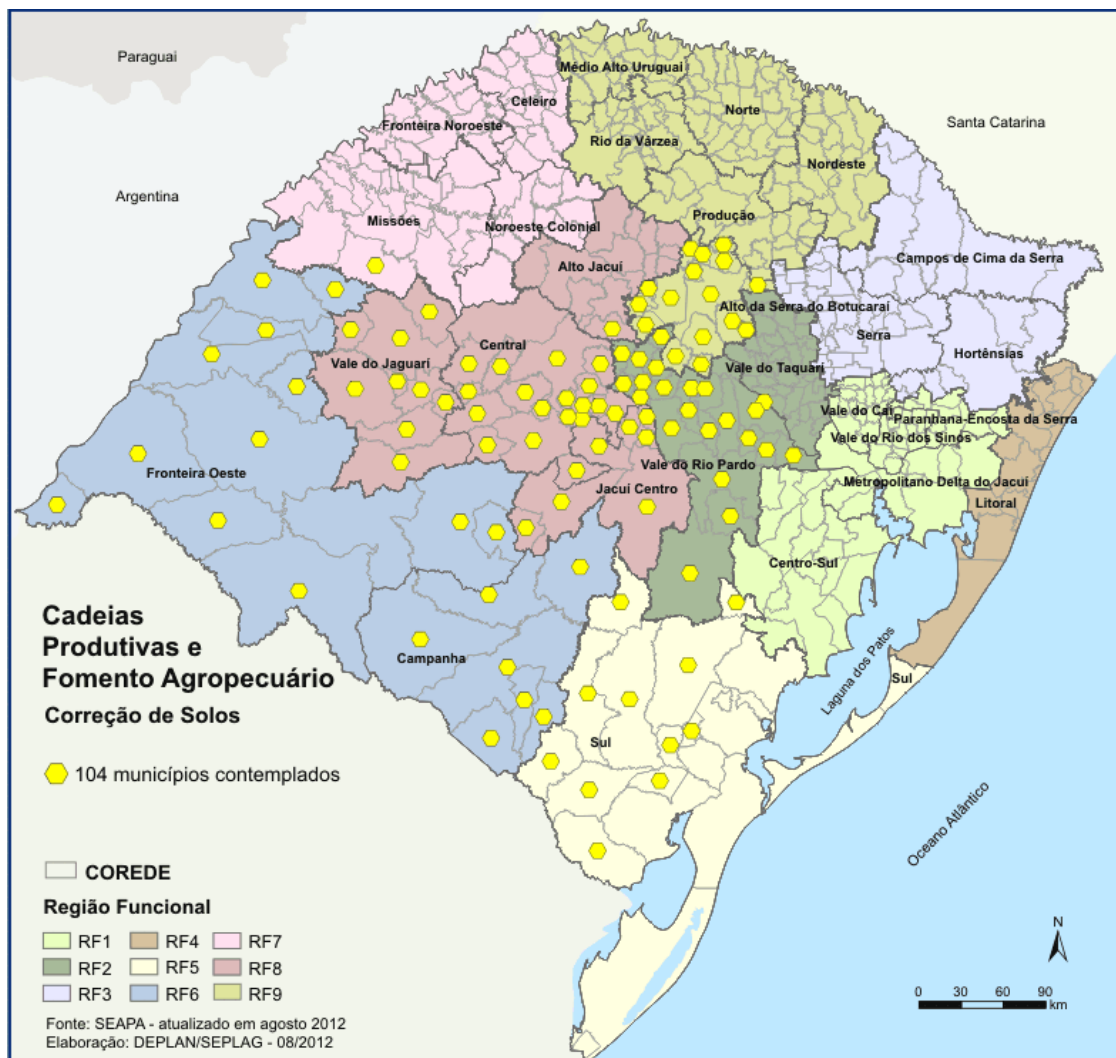 Paraguai
Argentina
Santa Catarina
Médio Alto Uruguai
Celeiro
Norte
Fronteira Noroeste
Rio da Várzea
Nordeste
Missões
Produção
Noroeste Colonial
Campos de Cima da Serra
Alto Jacuí
Alto da Serra do Botucaraí
Serra
Central
Hortênsias
Vale do Jaguari
Vale do Taquari
Vale do Caí
Paranhana-Encosta da Serra
Vale do Rio dos Sinos
Fronteira Oeste
Vale do Rio Pardo
Metropolitano Delta do Jacuí
Jacuí Centro
Litoral
Centro-Sul
Campanha
Laguna dos Patos
Sul
Sul
Oceano Atlântico
Cadeias
Produtivas e
Fomento Agropecuário
Correção de Solos
104 municípios contemplados
COREDE
Região Funcional
RF1 RF4 RF7
RF2 RF5 RF8
RF3 RF6 RF9
Fonte: SEAPA - atualizado em agosto 2012
Elaboração: DEPLAN/SEPLAG - 08/2012
N
0 30 60 90
km